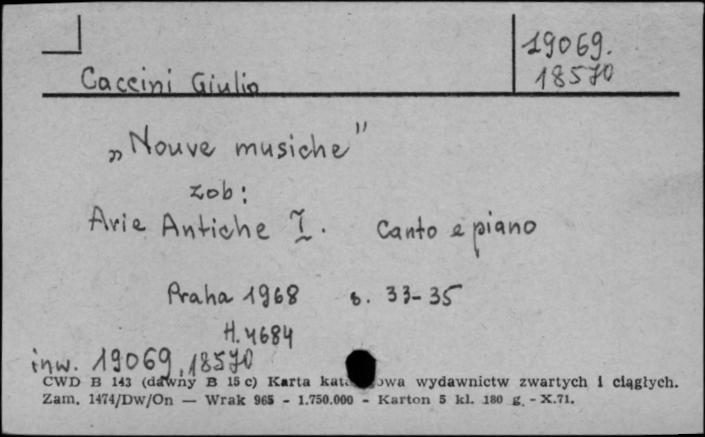 19069.
18570
Caccini Giulio
„Nouve musiche"
zob:
Arie Antiche I. Canto e piano
Praha 1968 s. 33-35
H. 4684
inw. 19069, 18570
CWD B 143 (dawny B 15 c) Karta katalogowa wydawnictw zwartych i ciągłych.
Zam. 1474/Dw/On — Wrak 965 - 1.750.000 - Karton 5 kl. 180 g. - X.71.